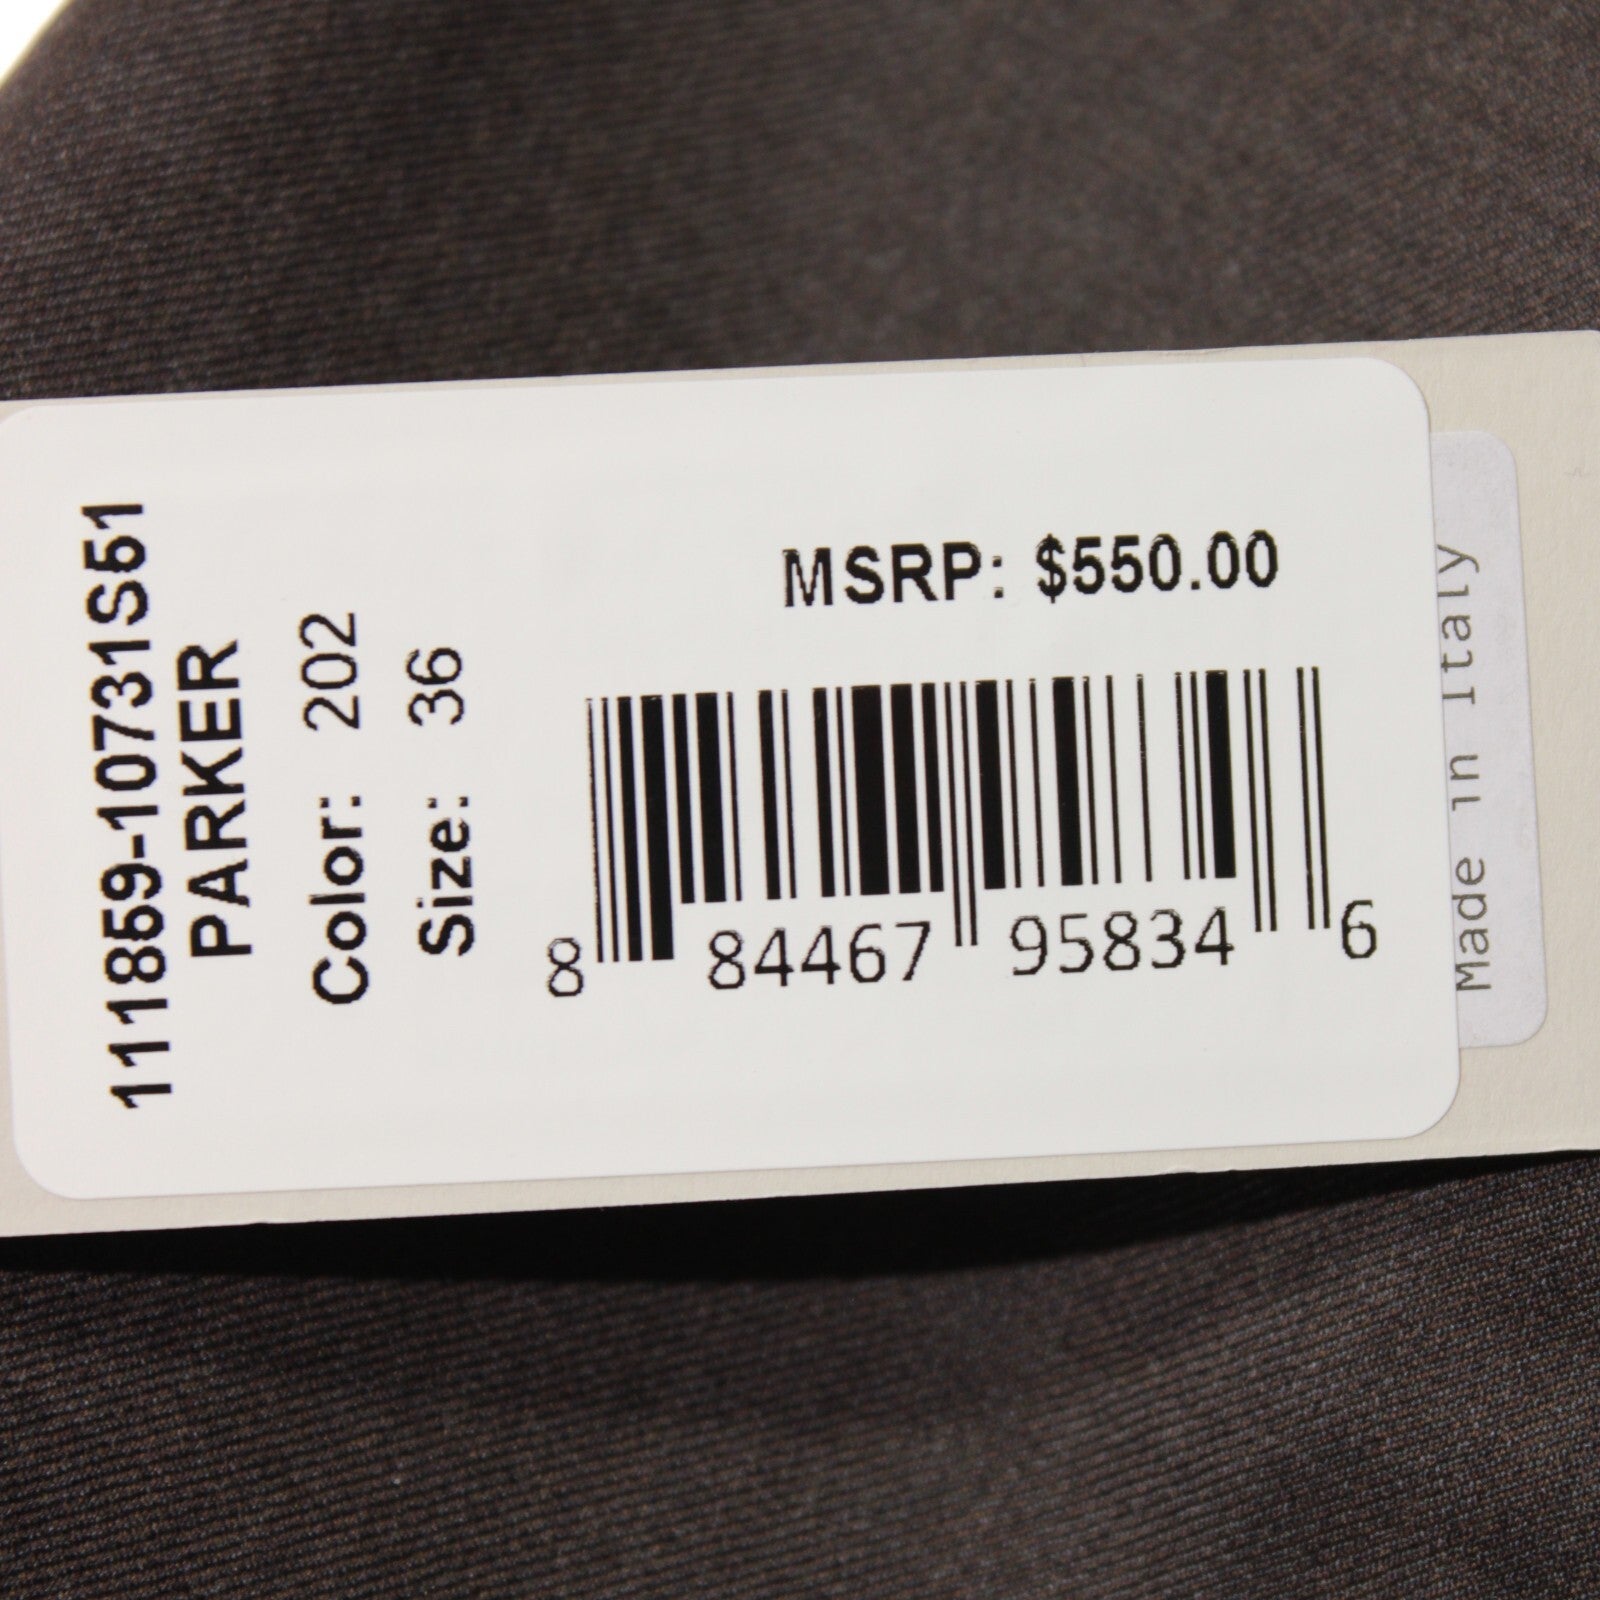 111859-10731S51
PARKER
Color: 202
Size: 36
MSRP: $550.00
8 84467 95834 6
Made in Italy